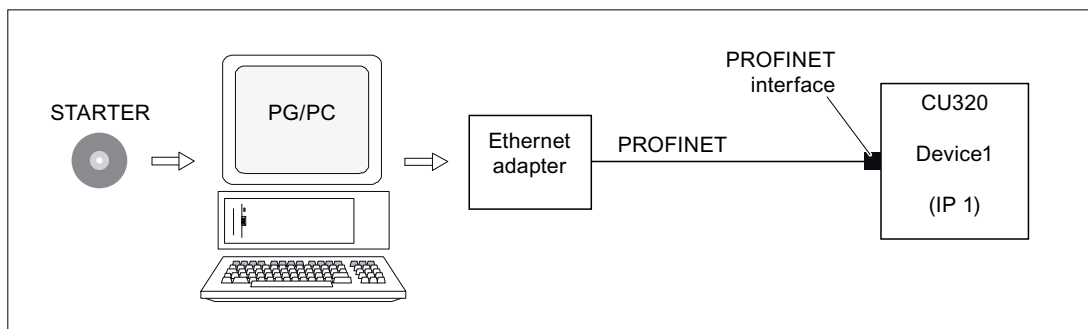 STARTER
PG/PC
Ethernet
adapter
PROFINET
PROFINET
interface
CU320
Device1
(IP 1)